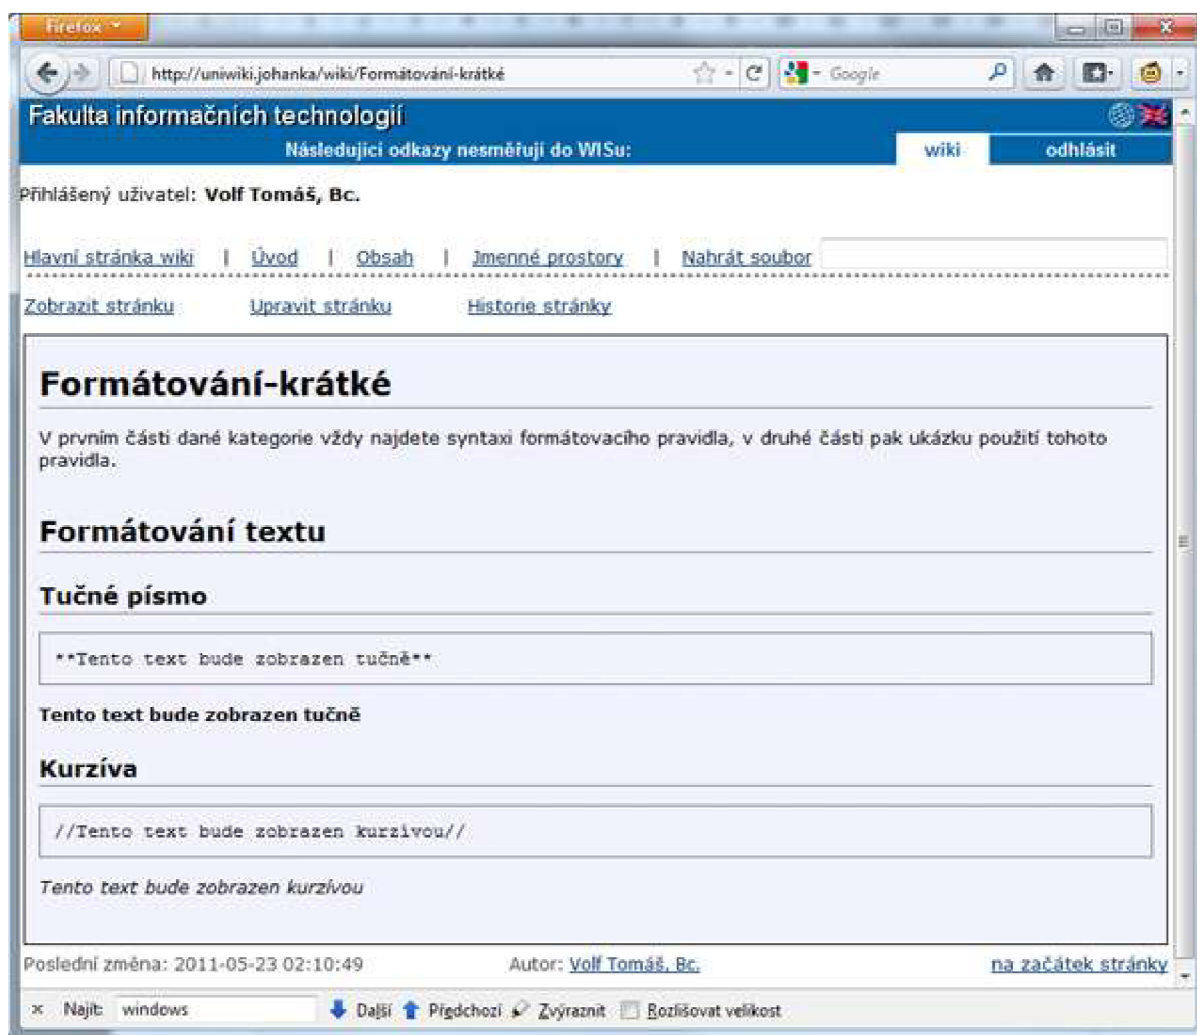 Firefox
http://uniwiki.johanka/wiki/Formátování-krátké
Google
Fakulta informačních technologií
Následující odkazy nesměřují do WISu:
wiki
odhlásit
Přihlášený uživatel: Volf Tomáš, Bc.
Hlavní stránka wiki | Úvod | Obsah | Jmenné prostory | Nahrát soubor
Zobrazit stránku Upravit stránku Historie stránky
Formátování-krátké
V prvním části dané kategorie vždy najdete syntaxi formátovacího pravidla, v druhé části pak ukázku použití tohoto
pravidla.
Formátování textu
Tučné písmo
**Tento text bude zobrazen tučně**
Tento text bude zobrazen tučně
Kurzíva
//Tento text bude zobrazen kurzívou//
Tento text bude zobrazen kurzívou
Poslední změna: 2011-05-23 02:10:49 Autor: Volf Tomáš, Bc. na začátek stránky
Najít: windows Další Předchozí Zvýraznit Rozlišovat velikost